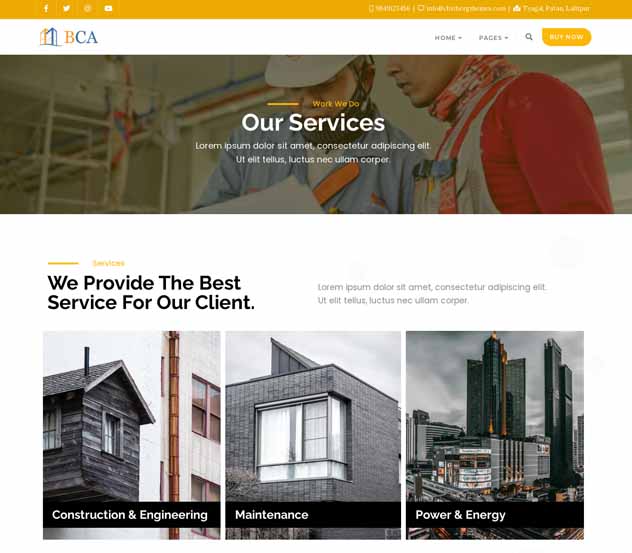 9841123456 | info@cyclonethemes.com | Tyagal, Patan, Lalitpur
BCA
HOME PAGES BUY NOW
Work We Do
Our Services
Lorem ipsum dolor sit amet, consectetur adipiscing elit.
Ut elit tellus, luctus nec ullam corper.
Services
We Provide The Best
Service For Our Client.
Lorem ipsum dolor sit amet, consectetur adipiscing elit.
Ut elit tellus, luctus nec ullam corper.
Construction & Engineering
Maintenance
Power & Energy